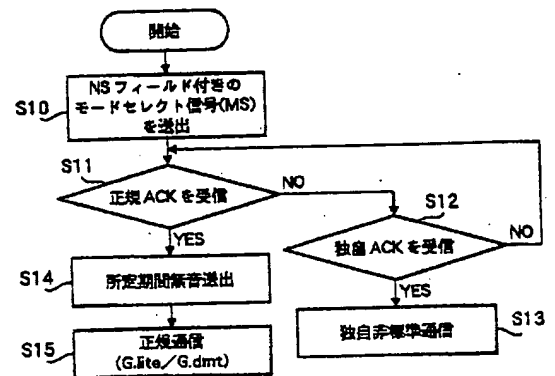 開始
S10
NSフィールド付きの
モードセレクト信号(MS)
を送出
S11
正規ACKを受信
NO
S12
YES
独自ACKを受信
NO
S14
所定期間無音送出
YES
S15
正規通信
(G.lite/G.dmt)
独自非標準通信
S13